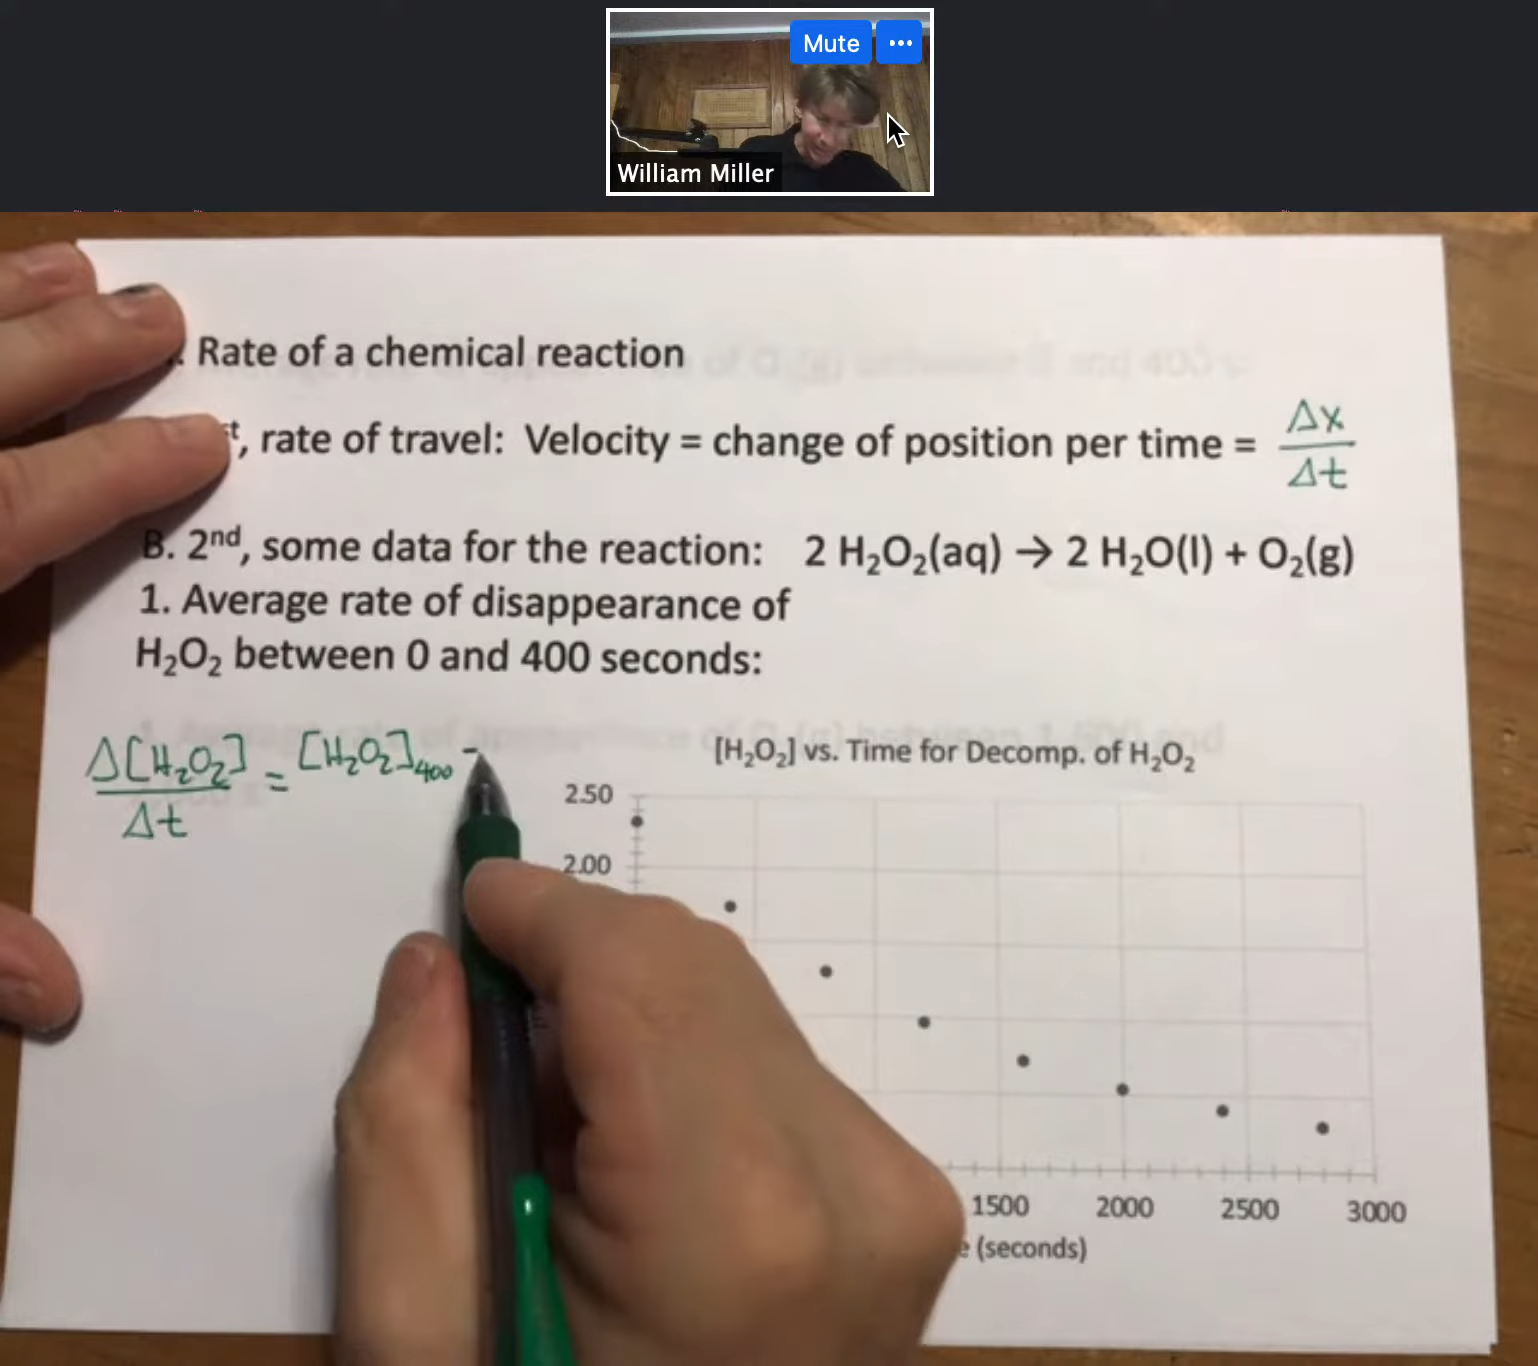 Mute
William Miller
. Rate of a chemical reaction
st, rate of travel: Velocity = change of position per time = Δx/Δt
B. 2nd, some data for the reaction: 2 H₂O₂(aq) → 2 H₂O(l) + O₂(g)
1. Average rate of disappearance of
H₂O₂ between 0 and 400 seconds:
Δ[H₂O₂]/Δt = [H₂O₂]₄₀₀ -
[H₂O₂] vs. Time for Decomp. of H₂O₂
2.50
2.00
1500 2000 2500 3000
e (seconds)